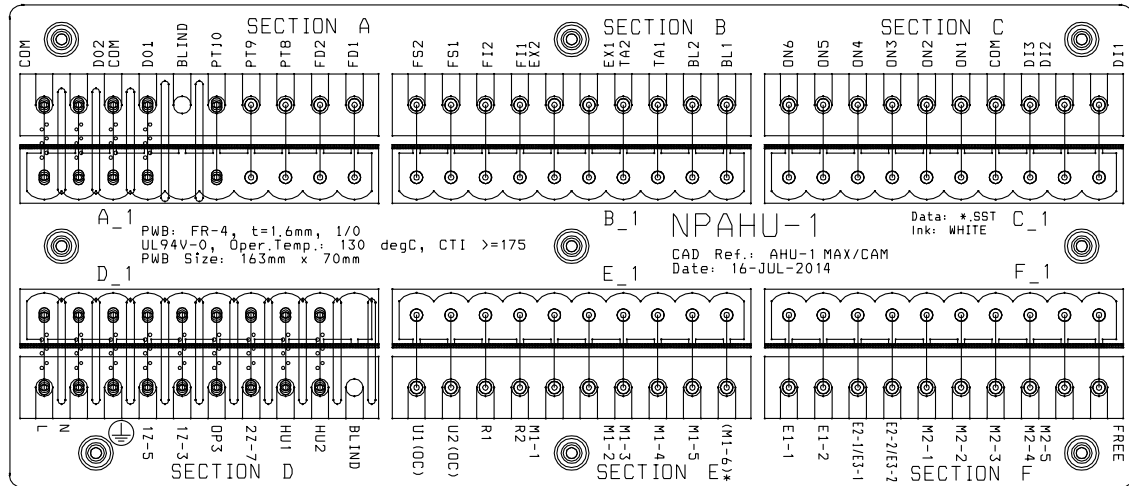 SECTION A
SECTION B
SECTION C
COM
DO2
COM
DO1
BLIND
PT10
PT9
PT8
FD2
FD1
FS2
FS1
FI2
FI1
EX2
EX1
TA2
TA1
BL2
BL1
ON6
ON5
ON4
ON3
ON2
ON1
COM
DI3
DI2
DI1
A_1
B_1
C_1
PWB: FR-4, t=1.6mm, 1/0
UL94V-0, Oper.Temp.: 130 degC, CTI >=175
PWB Size: 163mm x 70mm
NPAHU-1
CAD Ref.: AHU-1 MAX/CAM
Date: 16-JUL-2014
Data: *.SST
Ink: WHITE
D_1
E_1
F_1
L
N
1Z-5
1Z-3
OP3
2Z-7
HU1
HU2
BLIND
U1(OC)
U2(OC)
R1
R2
M1-1
M1-2
M1-3
M1-4
M1-5
(M1-6)*
E1-1
E1-2
E2-1/E3-1
E2-2/E3-2
M2-1
M2-2
M2-3
M2-4
M2-5
FREE
SECTION D
SECTION E*
SECTION F